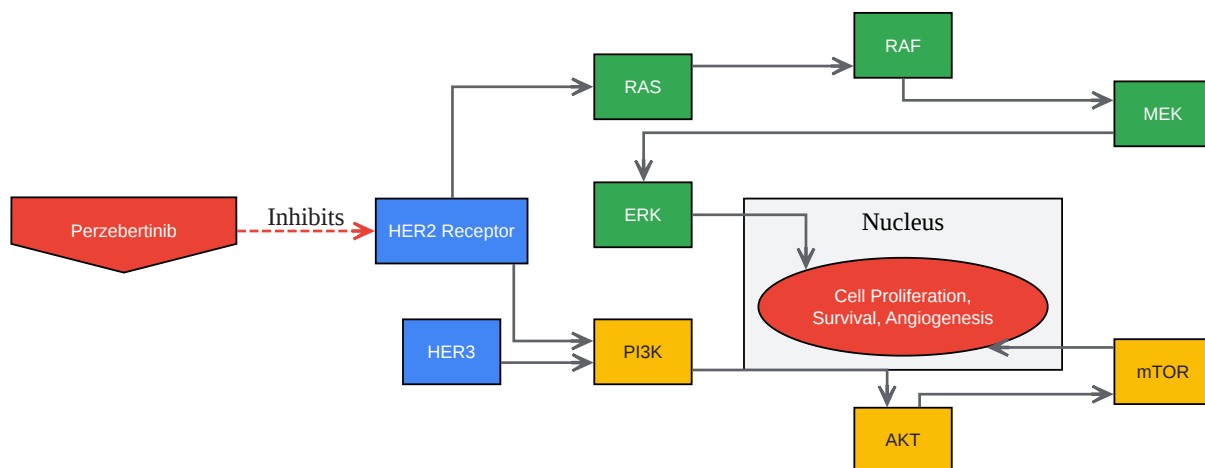 RAF
RAS
MEK
Perzebertinib
Inhibits
HER2 Receptor
ERK
Nucleus
Cell Proliferation,
Survival, Angiogenesis
HER3
PI3K
mTOR
AKT